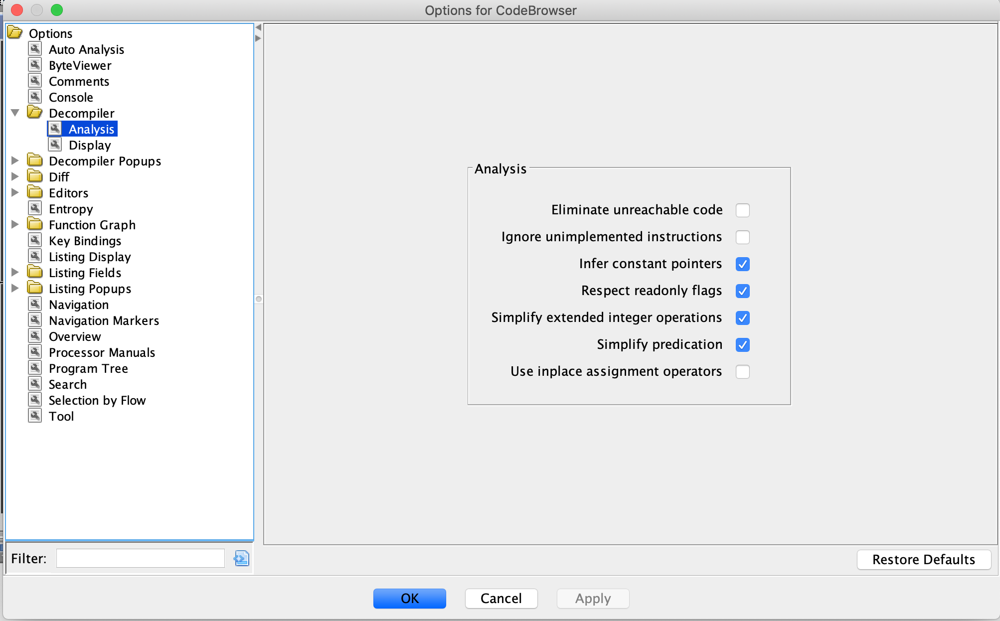 Options for CodeBrowser
Options
Auto Analysis
ByteViewer
Comments
Console
Decompiler
Analysis
Display
Decompiler Popups
Diff
Editors
Entropy
Function Graph
Key Bindings
Listing Display
Listing Fields
Listing Popups
Navigation
Navigation Markers
Overview
Processor Manuals
Program Tree
Search
Selection by Flow
Tool
Filter:
Analysis
Eliminate unreachable code
Ignore unimplemented instructions
Infer constant pointers
Respect readonly flags
Simplify extended integer operations
Simplify predication
Use inplace assignment operators
Restore Defaults
OK
Cancel
Apply